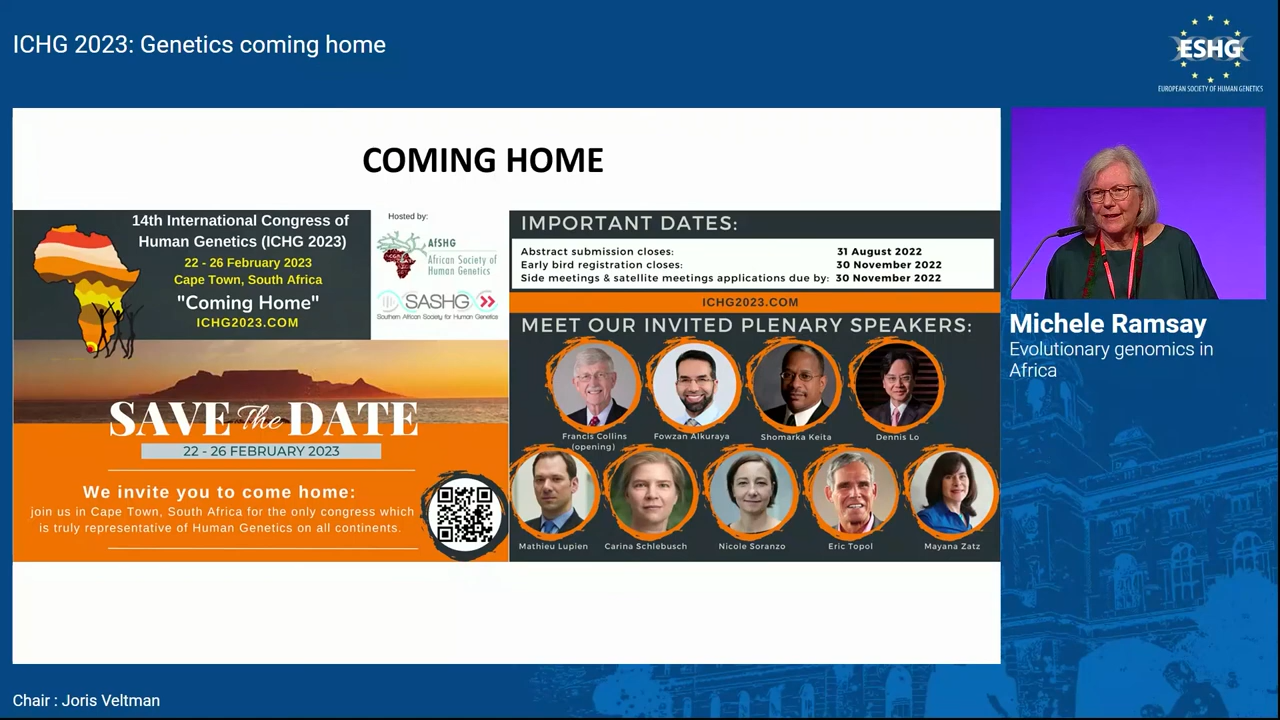 ICHG 2023: Genetics coming home
ESHG
EUROPEAN SOCIETY OF HUMAN GENETICS
COMING HOME
14th International Congress of
Human Genetics (ICHG 2023)
22 - 26 February 2023
Cape Town, South Africa
"Coming Home"
ICHG2023.COM
Hosted by:
AfSHG
African Society of
Human Genetics
SASHG
Southern African Society for Human Genetics
SAVE The DATE
22 - 26 FEBRUARY 2023
We invite you to come home:
join us in Cape Town, South Africa for the only congress which
is truly representative of Human Genetics on all continents.
IMPORTANT DATES:
Abstract submission closes: 31 August 2022
Early bird registration closes: 30 November 2022
Side meetings & satellite meetings applications due by: 30 November 2022
ICHG2023.COM
MEET OUR INVITED PLENARY SPEAKERS:
Francis Collins
(opening)
Fowzan Alkuraya
Shomarka Keita
Dennis Lo
Mathieu Lupien
Carina Schlebusch
Nicole Soranzo
Eric Topol
Mayana Zatz
Michele Ramsay
Evolutionary genomics in
Africa
Chair : Joris Veltman